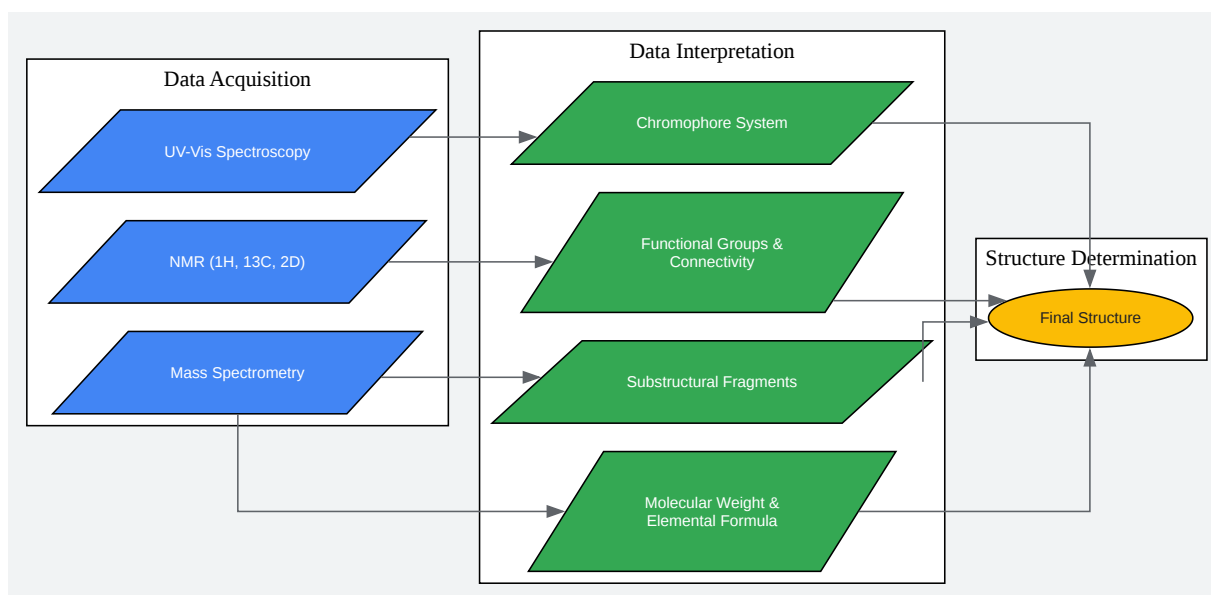 Data Acquisition
UV-Vis Spectroscopy
NMR (1H, 13C, 2D)
Mass Spectrometry
Data Interpretation
Chromophore System
Functional Groups &
Connectivity
Substructural Fragments
Molecular Weight &
Elemental Formula
Structure Determination
Final Structure